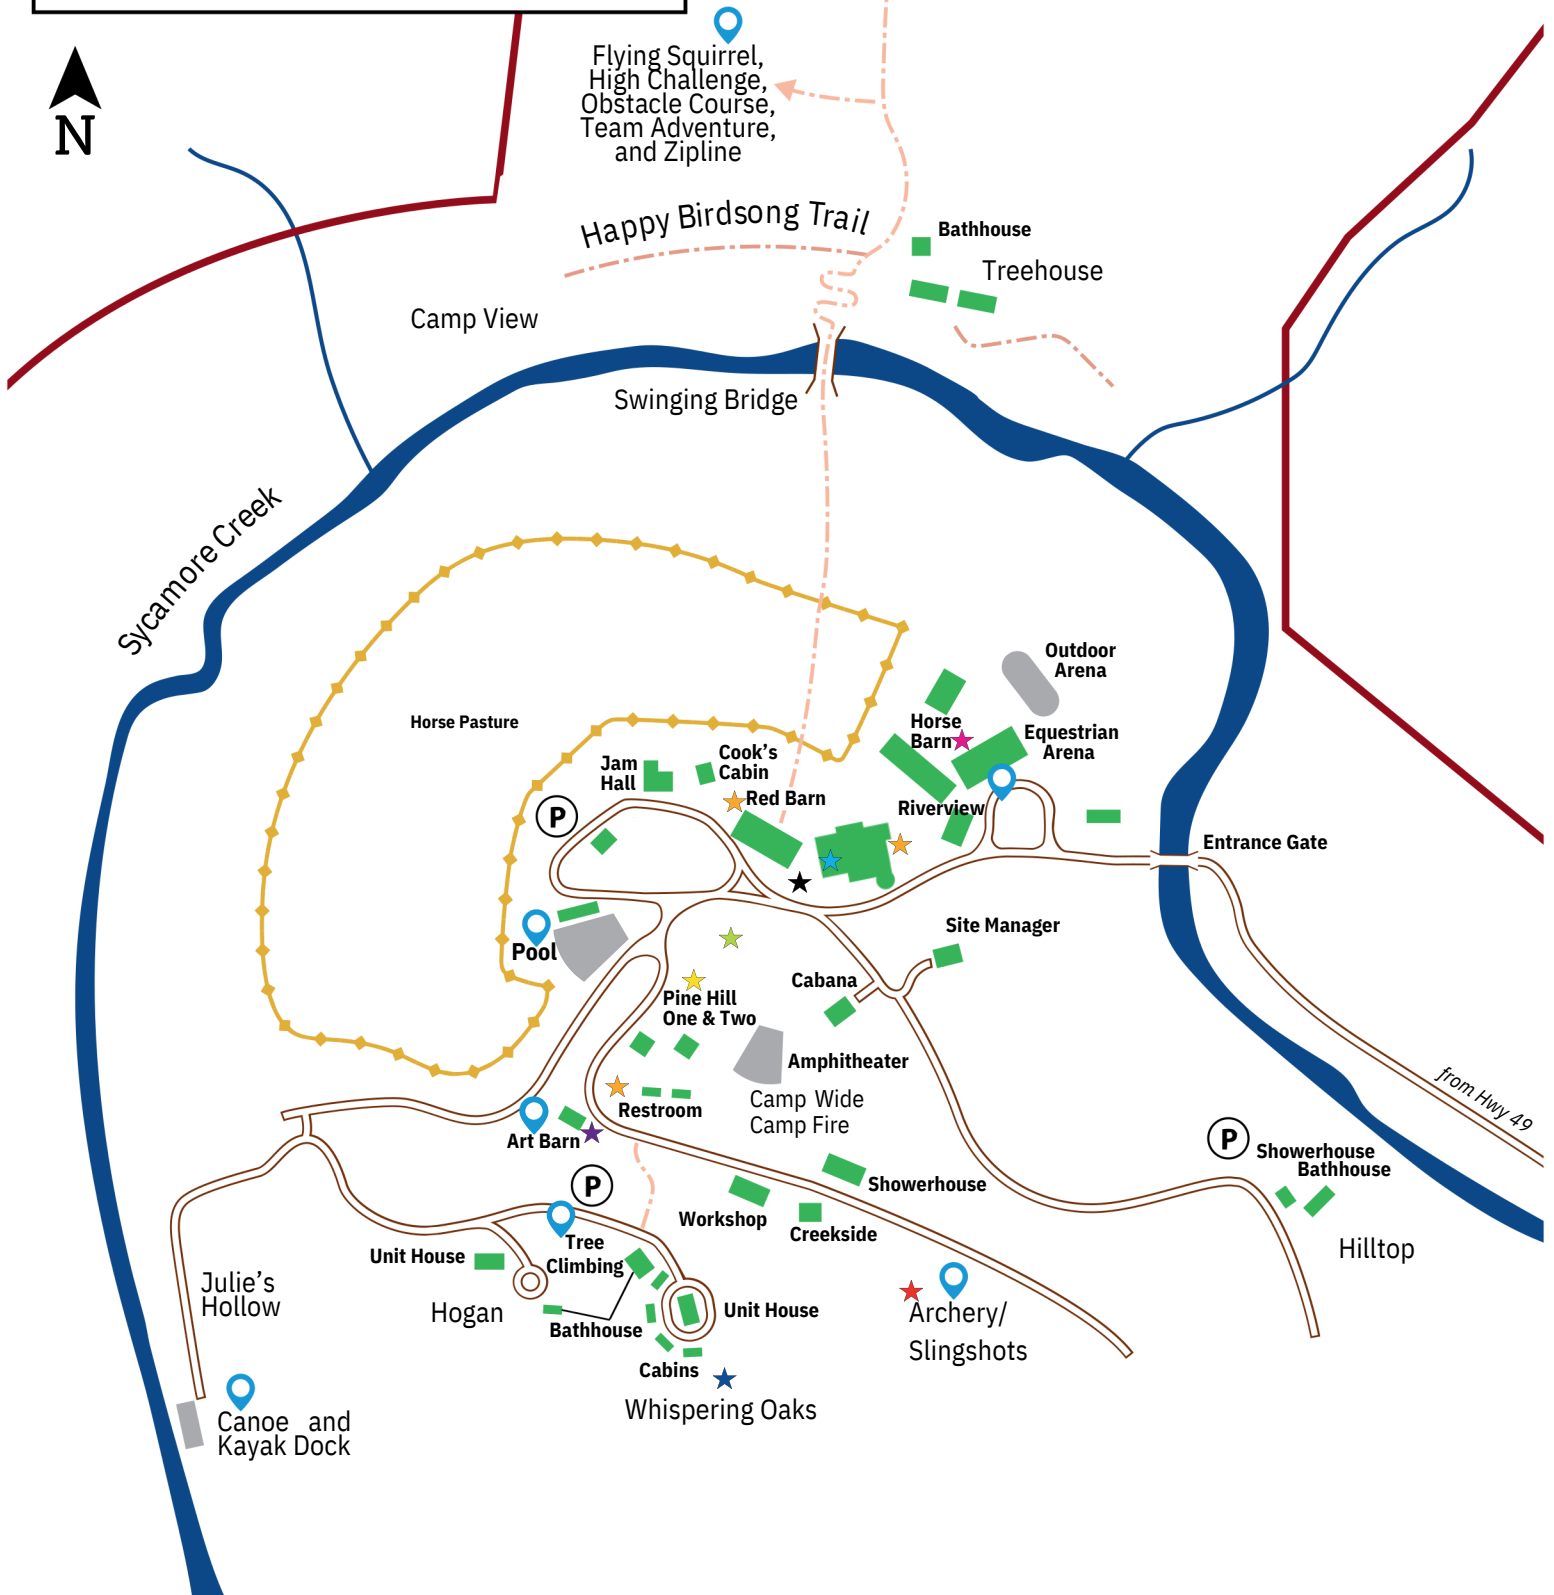 N
Flying Squirrel,
High Challenge,
Obstacle Course,
Team Adventure,
and Zipline
Happy Birdsong Trail
Bathhouse
Treehouse
Camp View
Swinging Bridge
Sycamore Creek
Outdoor
Arena
Horse Pasture
Horse
Barn
Equestrian
Arena
Jam
Hall
Cook's
Cabin
Red Barn
Riverview
P
Entrance Gate
Site Manager
Pool
Cabana
Pine Hill
One & Two
Amphitheater
Camp Wide
Camp Fire
Restroom
Art Barn
from Hwy 49
P
Showerhouse
Bathhouse
P
Showerhouse
Workshop
Creekside
Hilltop
Unit House
Tree
Climbing
Julie's
Hollow
Hogan
Bathhouse
Unit House
Archery/
Slingshots
Cabins
Whispering Oaks
Canoe and
Kayak Dock